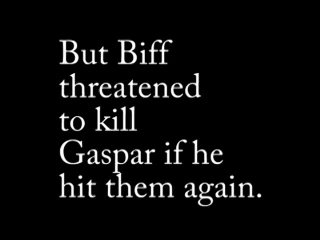 But Biff
threatened
to kill
Gaspar if he
hit them again.